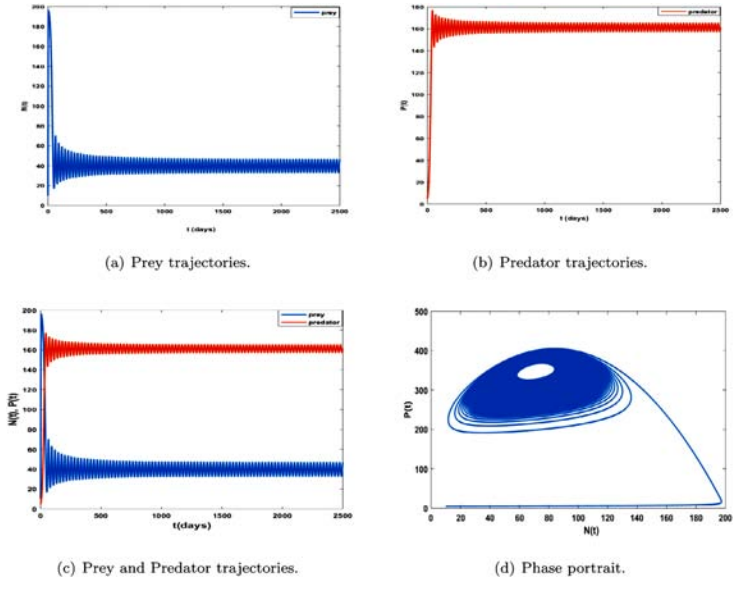 200
180
160
140
120
100
80
60
40
20
0
N(t)
prey
0 500 1000 1500 2000 2500
t (days)
(a) Prey trajectories.
180
160
140
120
100
80
60
40
20
0
P(t)
predator
0 500 1000 1500 2000 2500
t (days)
(b) Predator trajectories.
200
180
160
140
120
100
80
60
40
20
0
N(t), P(t)
prey
predator
0 500 1000 1500 2000 2500
t(days)
(c) Prey and Predator trajectories.
500
400
300
200
100
0
P(t)
0 20 40 60 80 100 120 140 160 180 200
N(t)
(d) Phase portrait.